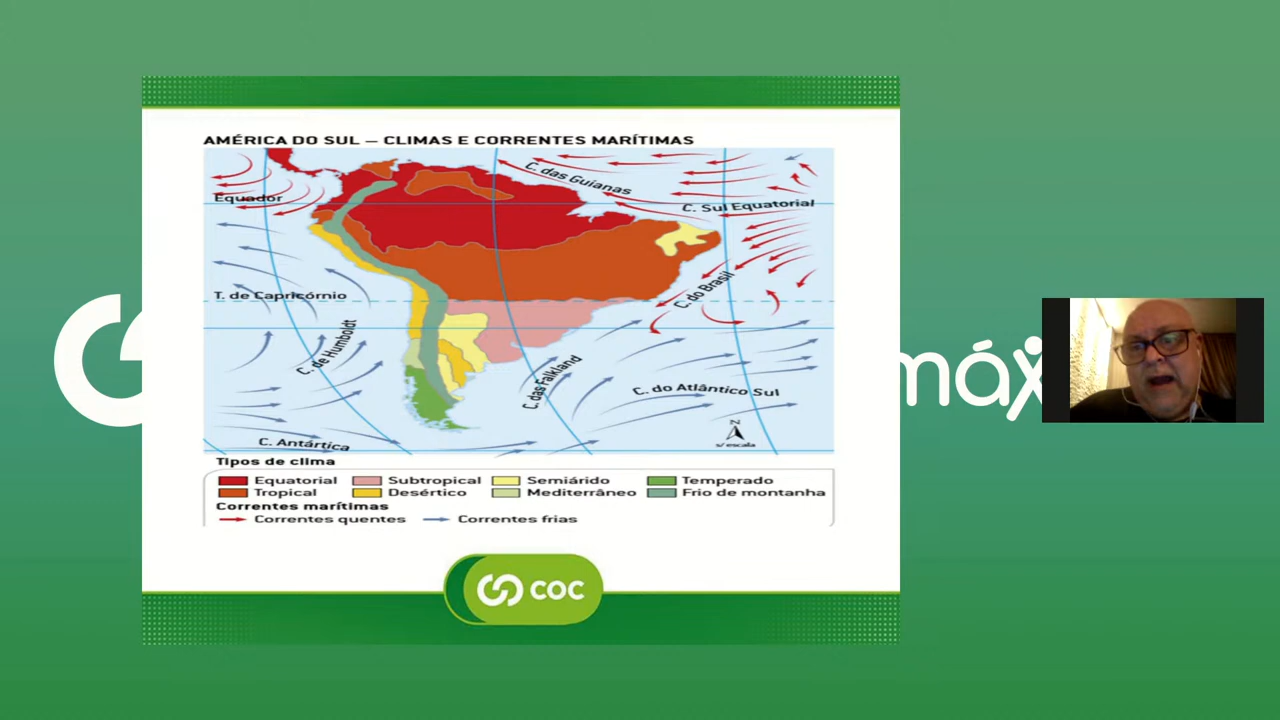 AMÉRICA DO SUL — CLIMAS E CORRENTES MARÍTIMAS
C. das Guianas
Equador
C. Sul Equatorial
C. do Brasil
T. de Capricórnio
C. de Humboldt
C. das Falkland
C. do Atlântico Sul
N
s/ escala
C. Antártica
Tipos de clima
Equatorial Subtropical Semiárido Temperado
Tropical Desértico Mediterrâneo Frio de montanha
Correntes marítimas
Correntes quentes Correntes frias
coc
máx